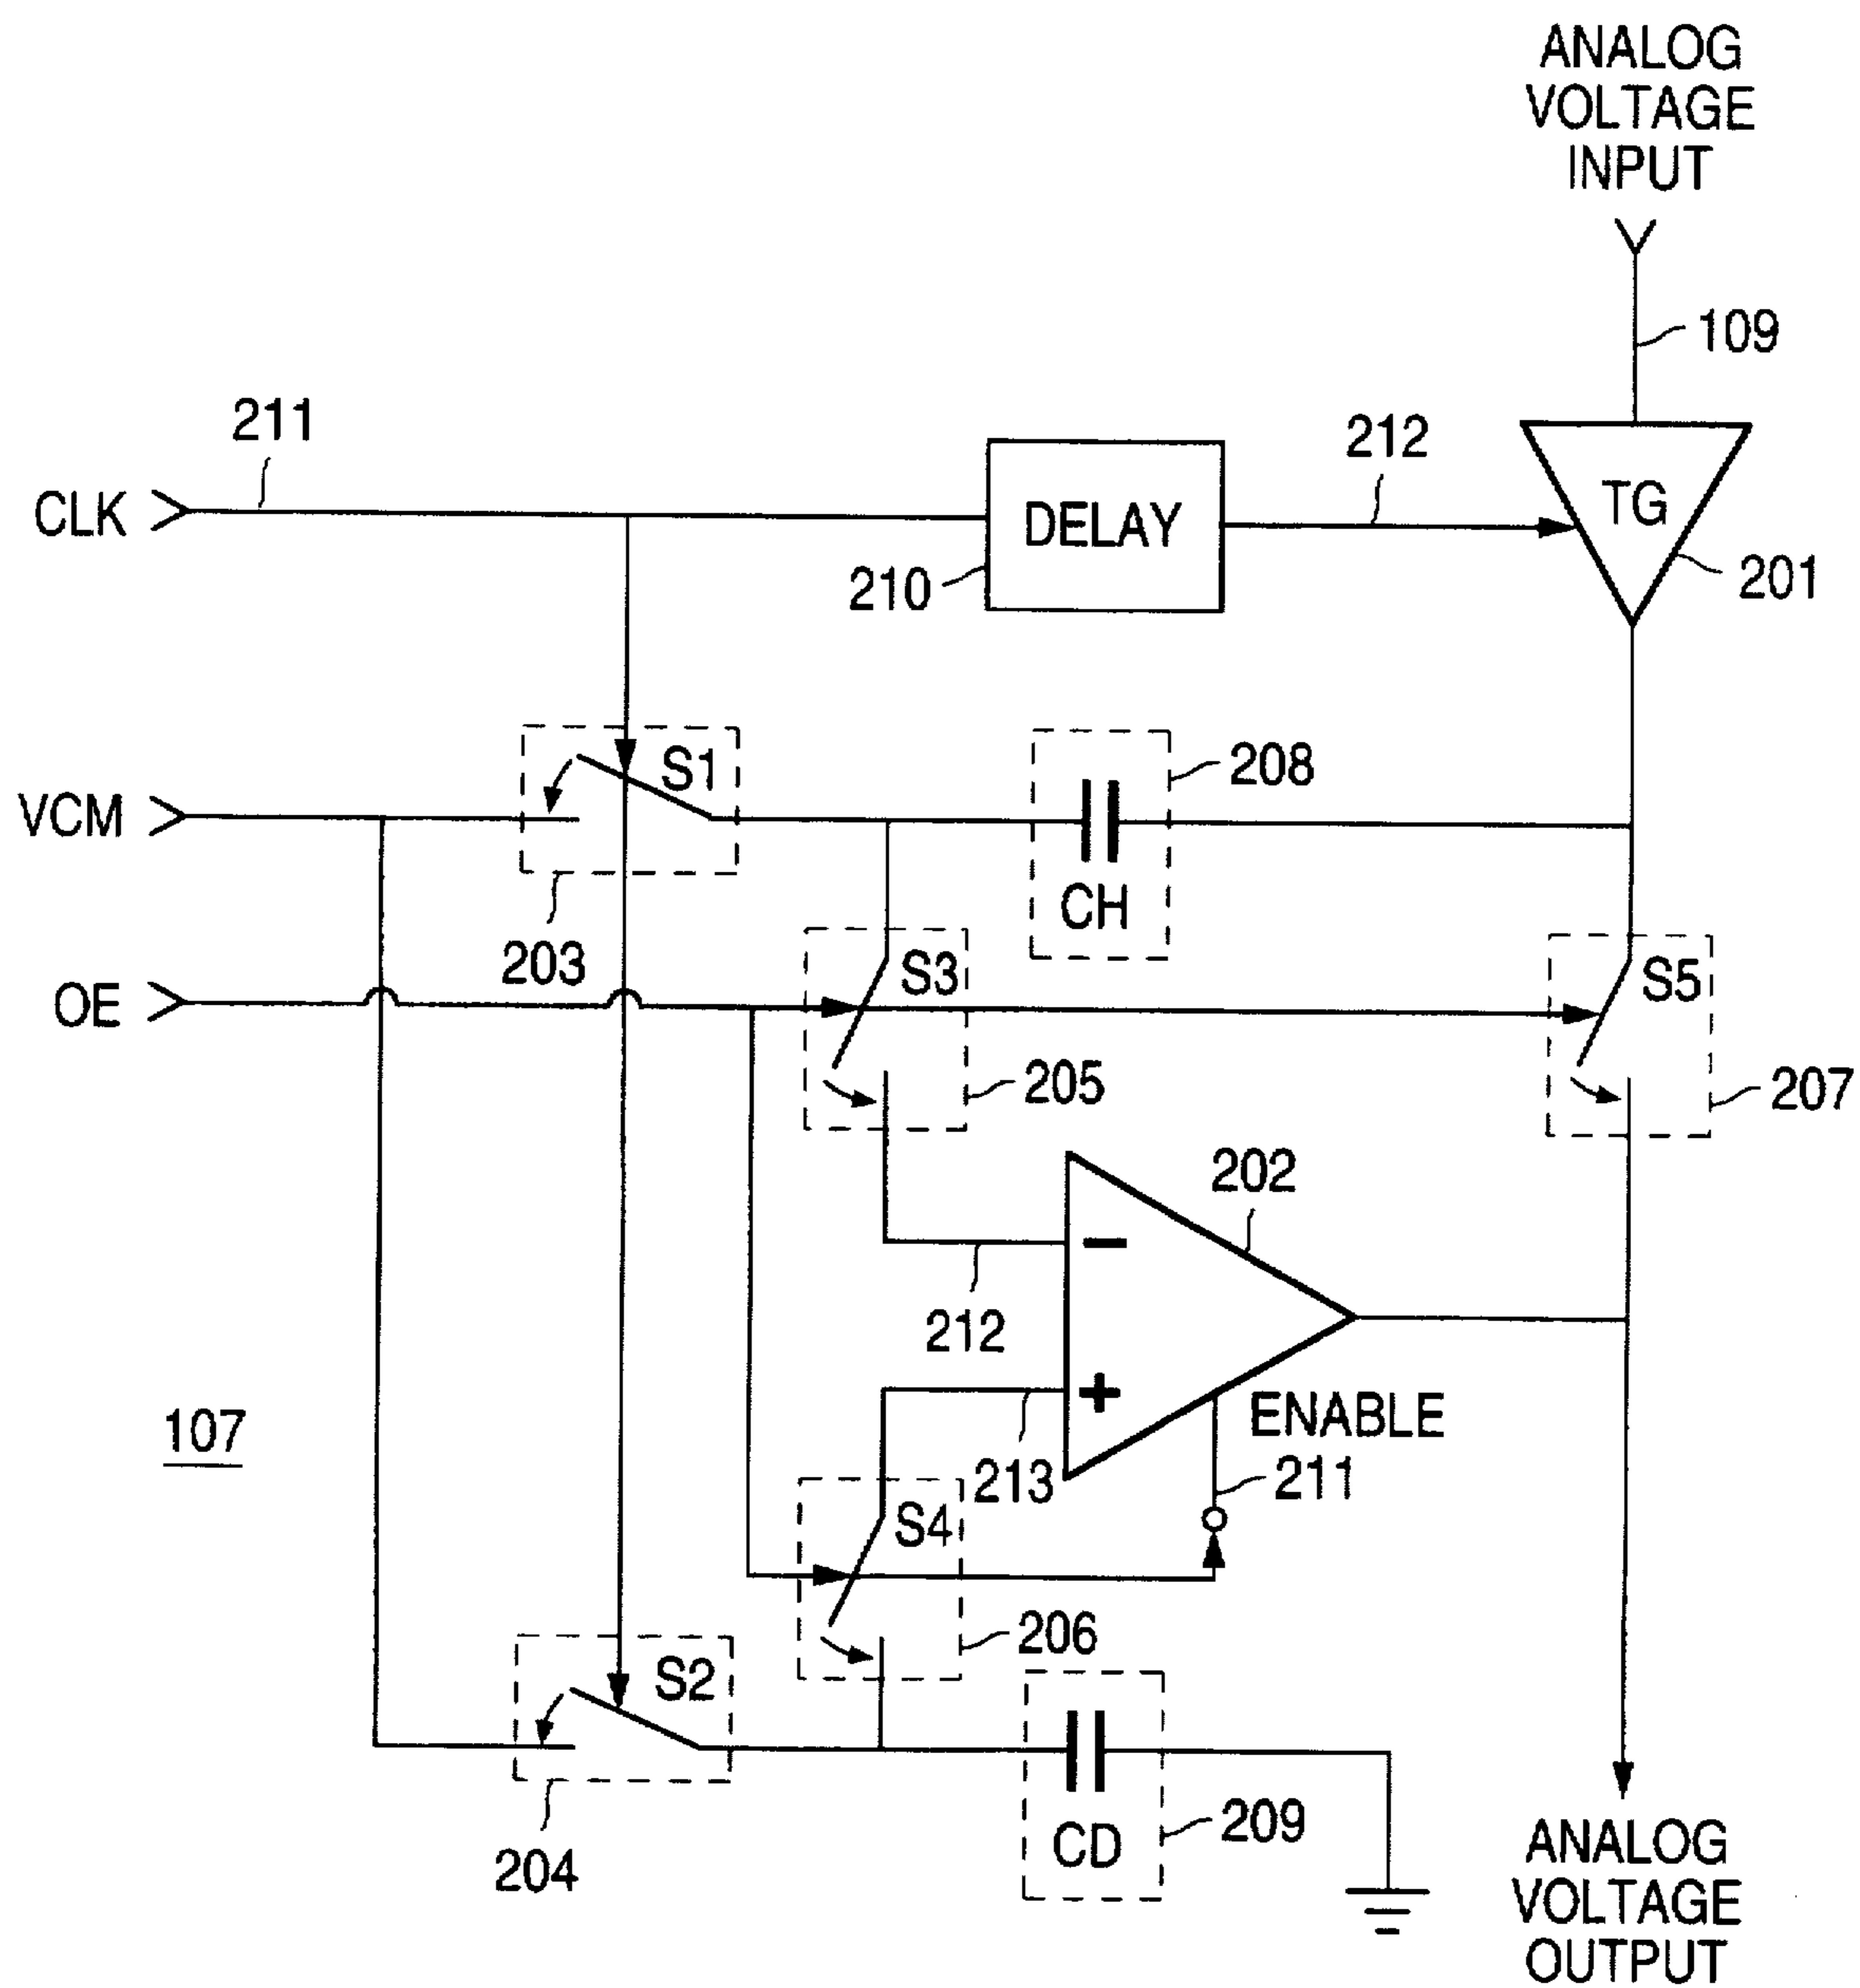 ANALOG
VOLTAGE
INPUT
109
211
212
CLK
DELAY
TG
210
201
S1
208
VCM
CH
203
S3
S5
OE
205
207
202
-
212
+
ENABLE
107
213
211
S4
206
S2
209
CD
204
ANALOG
VOLTAGE
OUTPUT